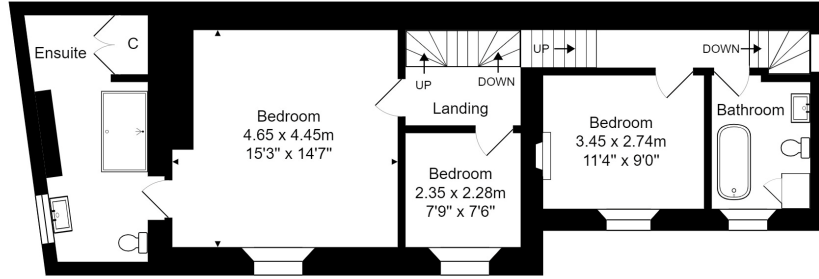 Ensuite
C
Bedroom
4.65 x 4.45m
15'3" x 14'7"
UP
DOWN
Landing
Bedroom
2.35 x 2.28m
7'9" x 7'6"
UP
DOWN
Bedroom
3.45 x 2.74m
11'4" x 9'0"
Bathroom